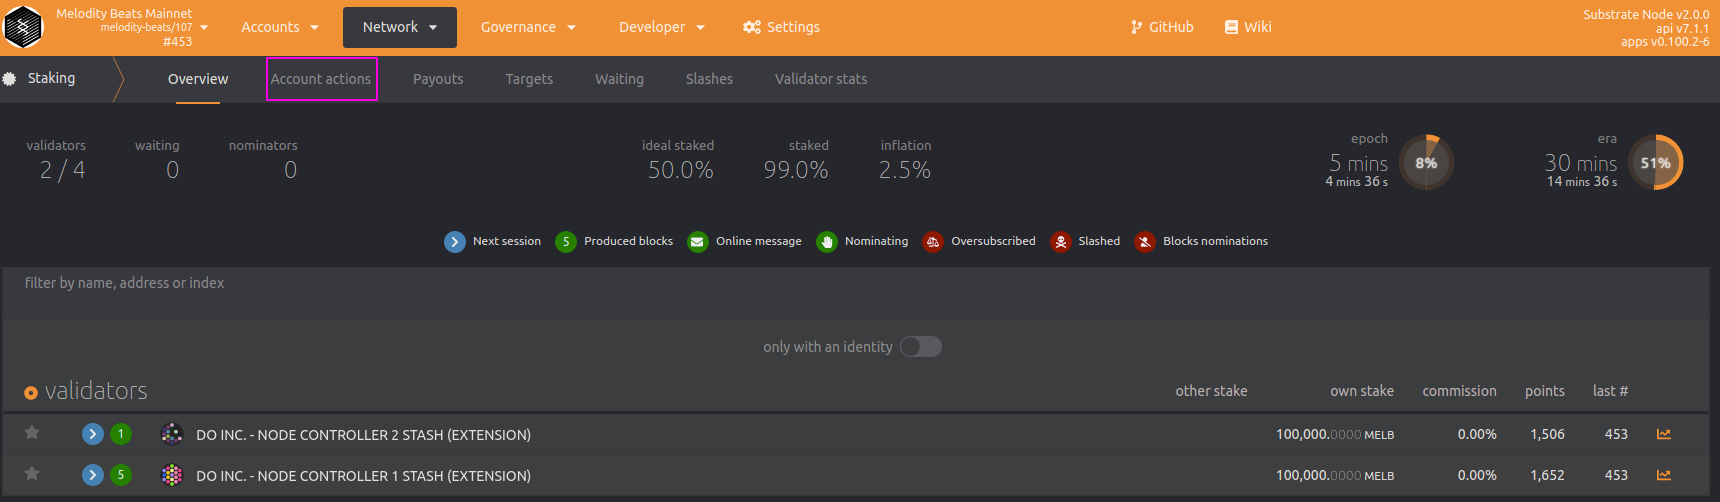 Melodity Beats Mainnet
melodity-beats/107
#453
Accounts
Network
Governance
Developer
Settings
GitHub
Wiki
Substrate Node v2.0.0
api v7.1.1
apps v0.100.2-6
Staking
Overview
Account actions
Payouts
Targets
Waiting
Slashes
Validator stats
validators
2 / 4
waiting
0
nominators
0
ideal staked
50.0%
staked
99.0%
inflation
2.5%
epoch
5 mins
4 mins 36 s
8%
era
30 mins
14 mins 36 s
51%
Next session
5 Produced blocks
Online message
Nominating
Oversubscribed
Slashed
Blocks nominations
filter by name, address or index
only with an identity
validators other stake own stake commission points last #
1 DO INC. - NODE CONTROLLER 2 STASH (EXTENSION) 100,000.0000 MELB 0.00% 1,506 453
5 DO INC. - NODE CONTROLLER 1 STASH (EXTENSION) 100,000.0000 MELB 0.00% 1,652 453